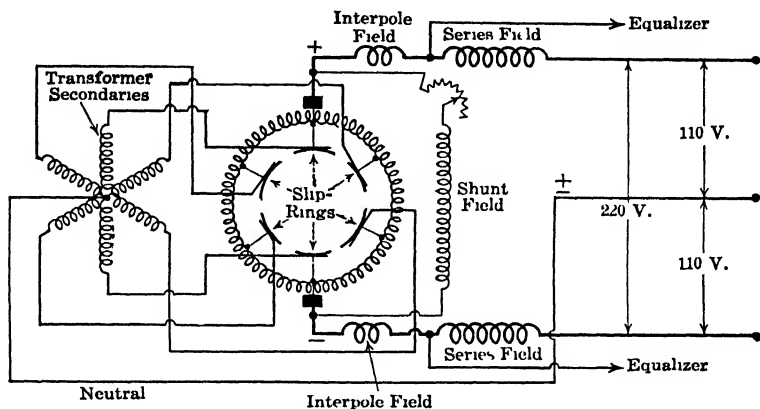 Interpole
Field
Equalizer
Series Field
+
Transformer
Secondaries
110 V.
Slip-
Rings
Shunt
Field
±
220 V.
110 V.
−
Series Field
Equalizer
Neutral
Interpole Field